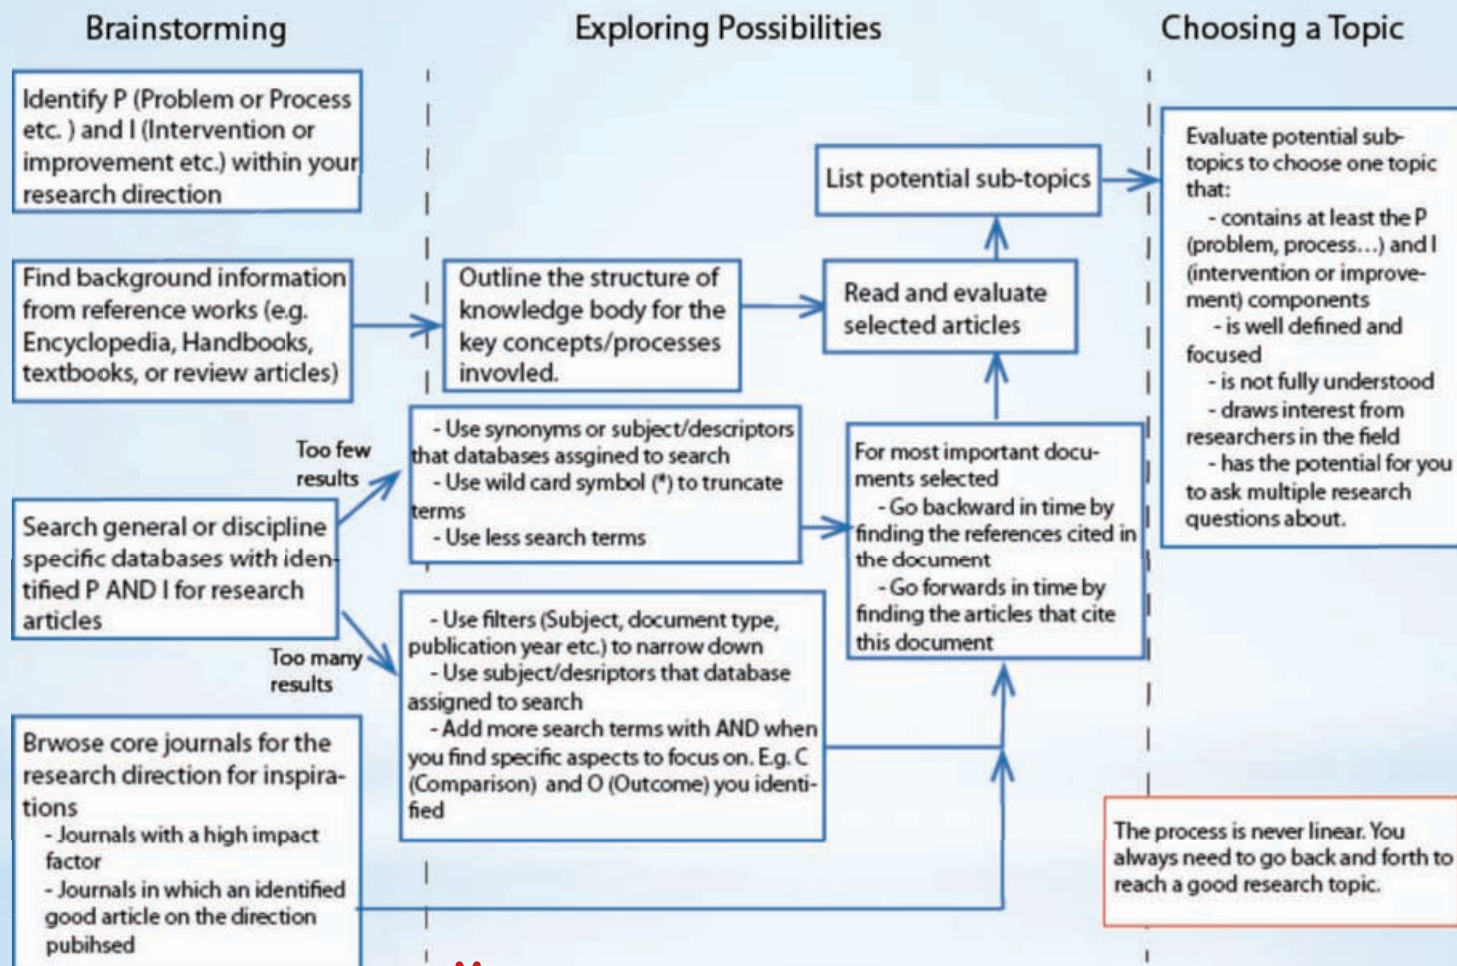 Brainstorming
Exploring Possibilities
Choosing a Topic
Identify P (Problem or Process
etc. ) and I (Intervention or
improvement etc.) within your
research direction
Find background information
from reference works (e.g.
Encyclopedia, Handbooks,
textbooks, or review articles)
Search general or discipline
specific databases with iden-
tified P AND I for research
articles
Too few
results
Too many
results
Brwose core journals for the
research direction for inspira-
tions
- Journals with a high impact
factor
- Journals in which an identified
good article on the direction
pubihsed
Outline the structure of
knowledge body for the
key concepts/processes
invovled.
- Use synonyms or subject/descriptors
that databases assgined to search
- Use wild card symbol (*) to truncate
terms
- Use less search terms
- Use filters (Subject, document type,
publication year etc.) to narrow down
- Use subject/desriptors that database
assigned to search
- Add more search terms with AND when
you find specific aspects to focus on. E.g. C
(Comparison) and O (Outcome) you identi-
fied
List potential sub-topics
Read and evaluate
selected articles
For most important docu-
ments selected
- Go backward in time by
finding the references cited in
the document
- Go forwards in time by
finding the articles that cite
this document
Evaluate potential sub-
topics to choose one topic
that:
- contains at least the P
(problem, process...) and I
(intervention or improve-
ment) components
- is well defined and
focused
- is not fully understood
- draws interest from
researchers in the field
- has the potential for you
to ask multiple research
questions about.
The process is never linear. You
always need to go back and forth to
reach a good research topic.